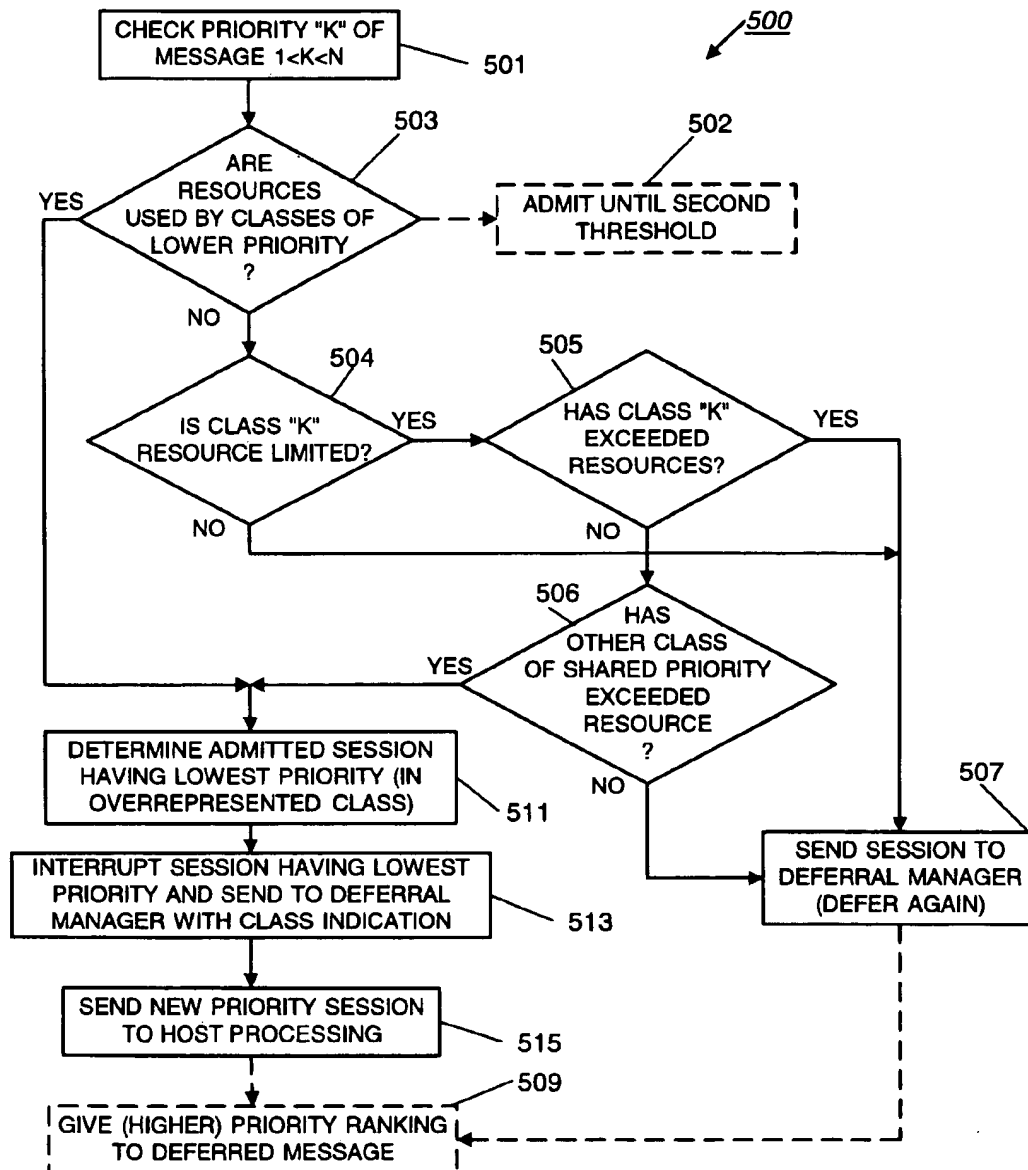 500
CHECK PRIORITY "K" OF
MESSAGE 1<K<N
501
503
ARE
RESOURCES
USED BY CLASSES OF
LOWER PRIORITY
?
YES
NO
502
ADMIT UNTIL SECOND
THRESHOLD
504
IS CLASS "K"
RESOURCE LIMITED?
YES
NO
505
HAS CLASS "K"
EXCEEDED
RESOURCES?
YES
NO
506
HAS
OTHER CLASS
OF SHARED PRIORITY
EXCEEDED
RESOURCE
?
YES
NO
507
SEND SESSION TO
DEFERRAL MANAGER
(DEFER AGAIN)
DETERMINE ADMITTED SESSION
HAVING LOWEST PRIORITY (IN
OVERREPRESENTED CLASS)
511
INTERRUPT SESSION HAVING LOWEST
PRIORITY AND SEND TO DEFERRAL
MANAGER WITH CLASS INDICATION
513
SEND NEW PRIORITY SESSION
TO HOST PROCESSING
515
509
GIVE (HIGHER) PRIORITY RANKING
TO DEFERRED MESSAGE